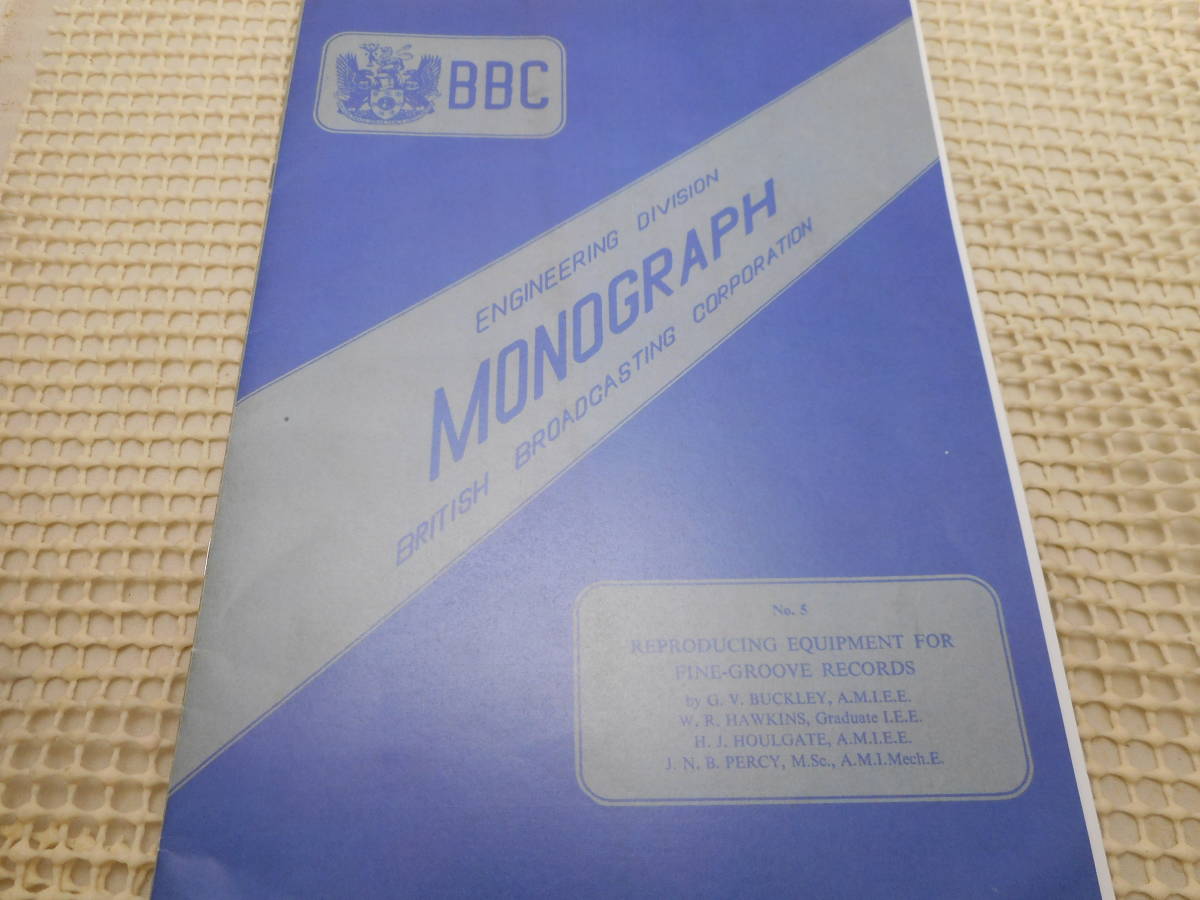 BBC
ENGINEERING DIVISION
MONOGRAPH
BRITISH BROADCASTING CORPORATION
No. 5
REPRODUCING EQUIPMENT FOR
FINE-GROOVE RECORDS
by G. V. BUCKLEY, A.M.I.E.E.
W. R. HAWKINS, Graduate I.E.E.
H. J. HOULGATE, A.M.I.E.E.
J. N. B. PERCY, M.Sc., A.M.I.Mech.E.